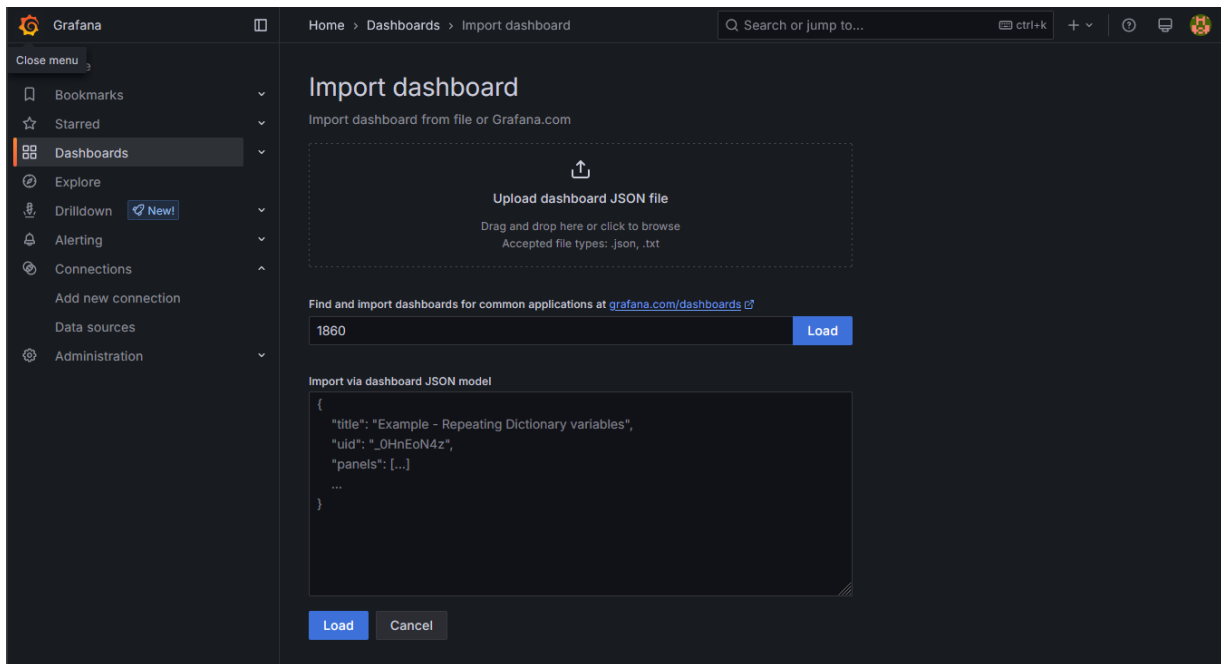 Grafana
Home › Dashboards › Import dashboard
Search or jump to...
ctrl+k
Close menu
Bookmarks
Starred
Dashboards
Explore
Drilldown
New!
Alerting
Connections
Add new connection
Data sources
Administration
Import dashboard
Import dashboard from file or Grafana.com
Upload dashboard JSON file
Drag and drop here or click to browse
Accepted file types: .json, .txt
Find and import dashboards for common applications at grafana.com/dashboards
1860
Load
Import via dashboard JSON model
{
"title": "Example - Repeating Dictionary variables",
"uid": "_0HnEoN4z",
"panels": [...]
...
}
Load
Cancel